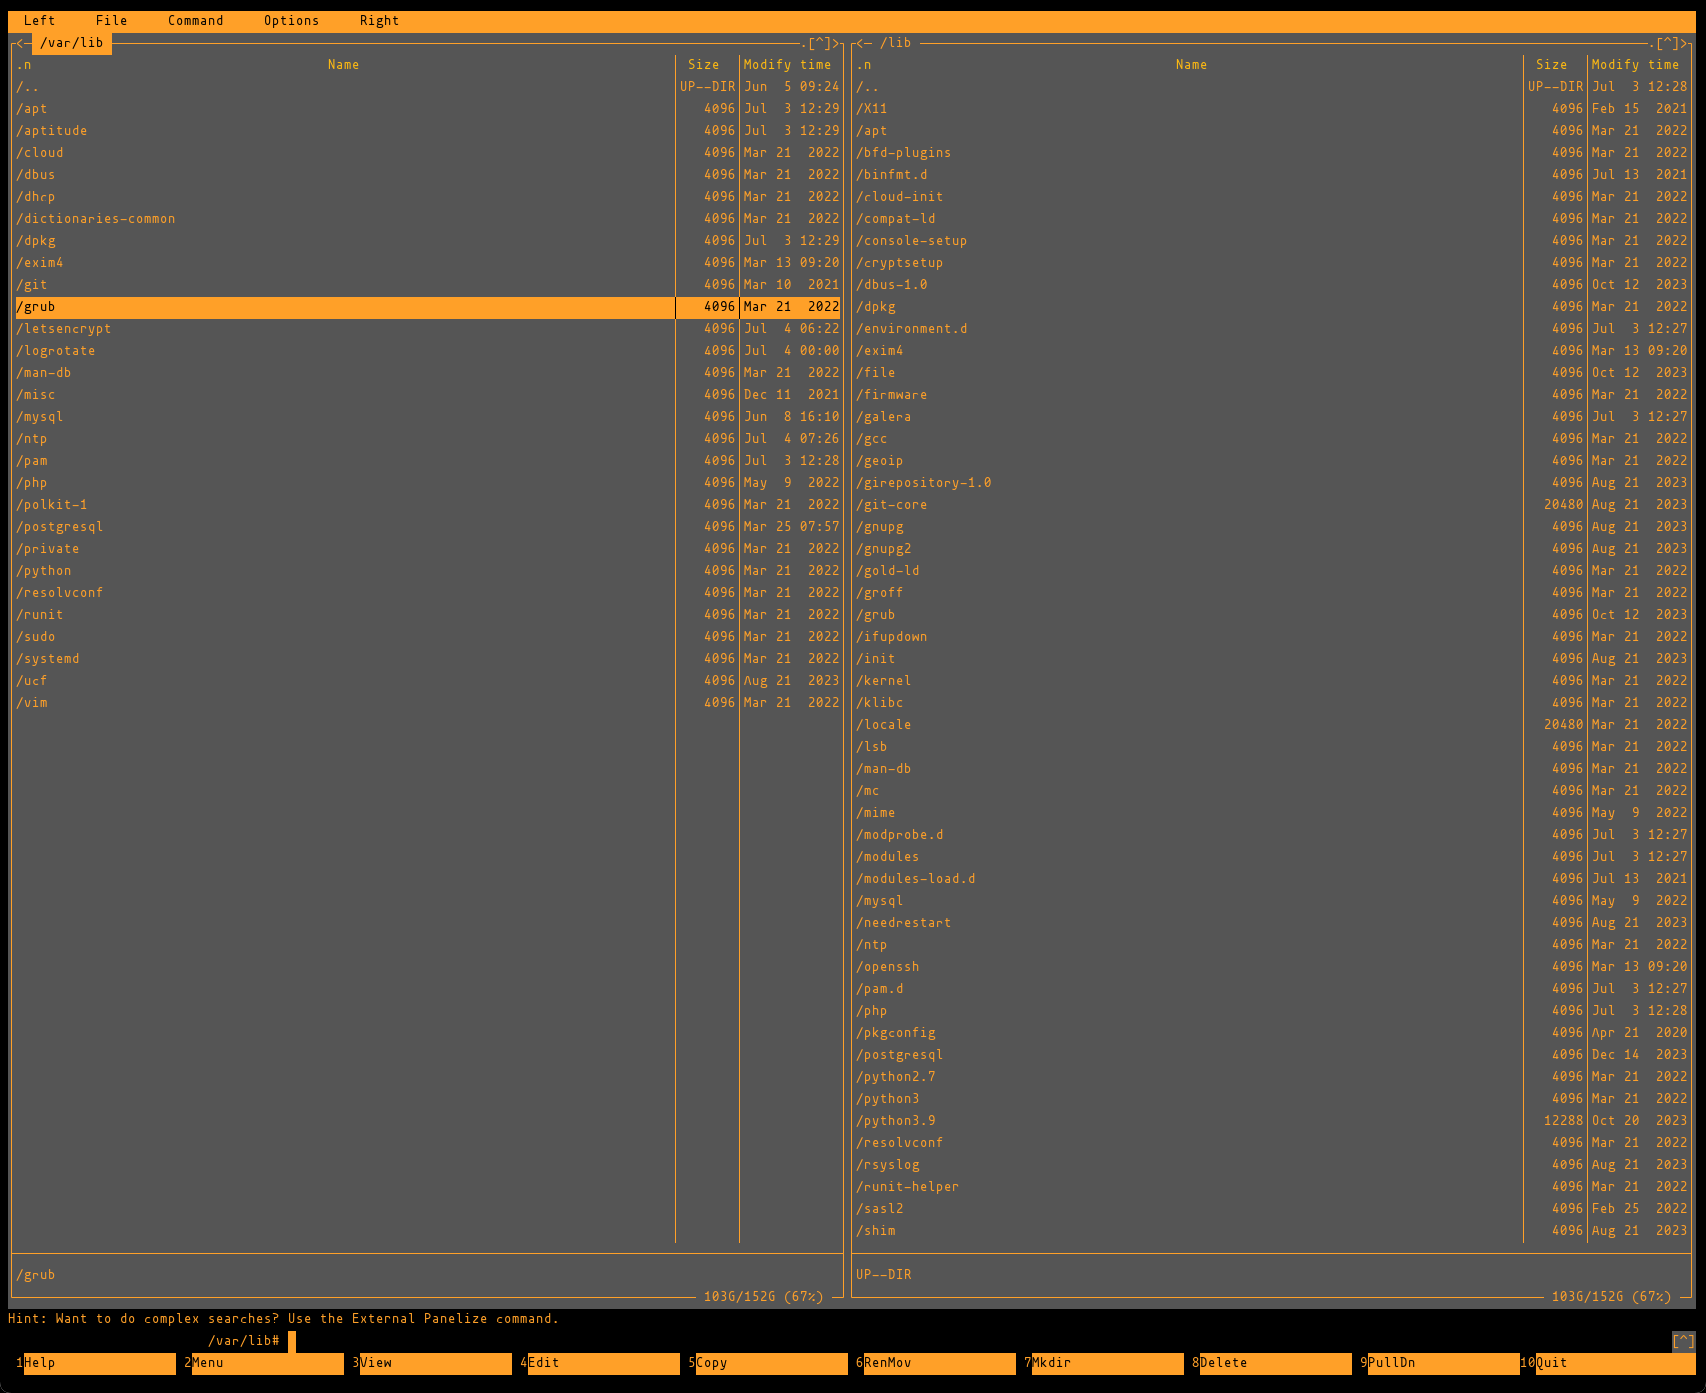 Left     File     Command     Options     Right
<─ /var/lib .[^]>
.n Name Size Modify time
/.. UP--DIR Jun  5 09:24
/apt 4096 Jul  3 12:29
/aptitude 4096 Jul  3 12:29
/cloud 4096 Mar 21  2022
/dbus 4096 Mar 21  2022
/dhcp 4096 Mar 21  2022
/dictionaries-common 4096 Mar 21  2022
/dpkg 4096 Jul  3 12:29
/exim4 4096 Mar 13 09:20
/git 4096 Mar 10  2021
/grub 4096 Mar 21  2022
/letsencrypt 4096 Jul  4 06:22
/logrotate 4096 Jul  4 00:00
/man-db 4096 Mar 21  2022
/misc 4096 Dec 11  2021
/mysql 4096 Jun  8 16:10
/ntp 4096 Jul  4 07:26
/pam 4096 Jul  3 12:28
/php 4096 May  9  2022
/polkit-1 4096 Mar 21  2022
/postgresql 4096 Mar 25 07:57
/private 4096 Mar 21  2022
/python 4096 Mar 21  2022
/resolvconf 4096 Mar 21  2022
/runit 4096 Mar 21  2022
/sudo 4096 Mar 21  2022
/systemd 4096 Mar 21  2022
/ucf 4096 Aug 21  2023
/vim 4096 Mar 21  2022
/grub
103G/152G (67%)
<─ /lib .[^]>
.n Name Size Modify time
/.. UP--DIR Jul  3 12:28
/X11 4096 Feb 15  2021
/apt 4096 Mar 21  2022
/bfd-plugins 4096 Mar 21  2022
/binfmt.d 4096 Jul 13  2021
/cloud-init 4096 Mar 21  2022
/compat-ld 4096 Mar 21  2022
/console-setup 4096 Mar 21  2022
/cryptsetup 4096 Mar 21  2022
/dbus-1.0 4096 Oct 12  2023
/dpkg 4096 Mar 21  2022
/environment.d 4096 Jul  3 12:27
/exim4 4096 Mar 13 09:20
/file 4096 Oct 12  2023
/firmware 4096 Mar 21  2022
/galera 4096 Jul  3 12:27
/gcc 4096 Mar 21  2022
/geoip 4096 Mar 21  2022
/girepository-1.0 4096 Aug 21  2023
/git-core 20480 Aug 21  2023
/gnupg 4096 Aug 21  2023
/gnupg2 4096 Aug 21  2023
/gold-ld 4096 Mar 21  2022
/groff 4096 Mar 21  2022
/grub 4096 Oct 12  2023
/ifupdown 4096 Mar 21  2022
/init 4096 Aug 21  2023
/kernel 4096 Mar 21  2022
/klibc 4096 Mar 21  2022
/locale 20480 Mar 21  2022
/lsb 4096 Mar 21  2022
/man-db 4096 Mar 21  2022
/mc 4096 Mar 21  2022
/mime 4096 May  9  2022
/modprobe.d 4096 Jul  3 12:27
/modules 4096 Jul  3 12:27
/modules-load.d 4096 Jul 13  2021
/mysql 4096 May  9  2022
/needrestart 4096 Aug 21  2023
/ntp 4096 Mar 21  2022
/openssh 4096 Mar 13 09:20
/pam.d 4096 Jul  3 12:27
/php 4096 Jul  3 12:28
/pkgconfig 4096 Apr 21  2020
/postgresql 4096 Dec 14  2023
/python2.7 4096 Mar 21  2022
/python3 4096 Mar 21  2022
/python3.9 12288 Oct 20  2023
/resolvconf 4096 Mar 21  2022
/rsyslog 4096 Aug 21  2023
/runit-helper 4096 Mar 21  2022
/sasl2 4096 Feb 25  2022
/shim 4096 Aug 21  2023
UP--DIR
103G/152G (67%)
Hint: Want to do complex searches? Use the External Panelize command.
/var/lib# [^]
1Help 2Menu 3View 4Edit 5Copy 6RenMov 7Mkdir 8Delete 9PullDn 10Quit